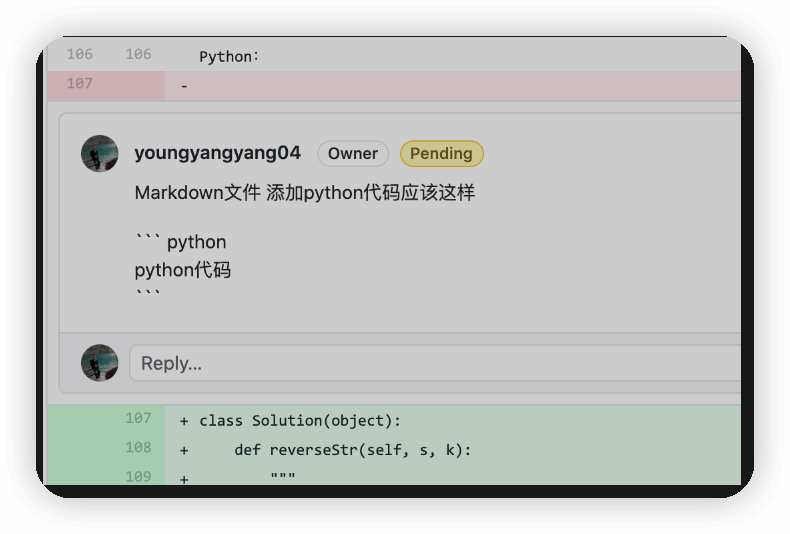 106 106 Python：
107 -
youngyangyang04 Owner Pending
Markdown文件 添加python代码应该这样
``` python
python代码
```
Reply...
107 + class Solution(object):
108 + def reverseStr(self, s, k):
109 + """